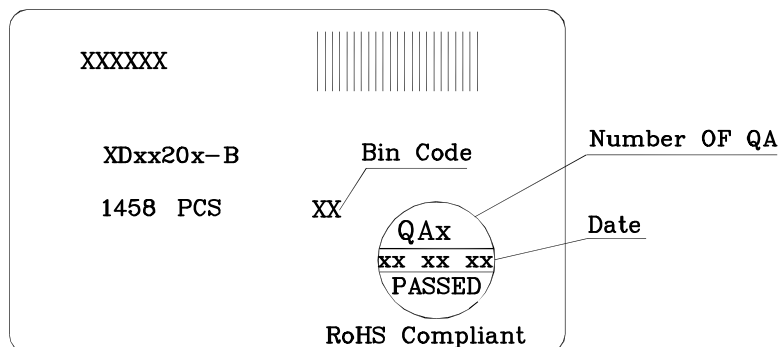 XXXXXX
Number OF QA
XDxx20x-B
Bin Code
1458 PCS
XX
Date
QAx
xx xx xx
PASSED
RoHS Compliant